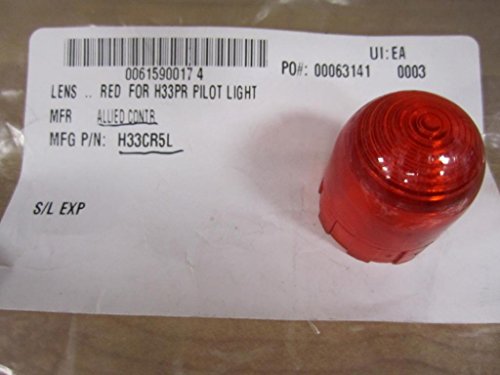 UI:EA
0061590017 4
PO#: 00063141 0003
LENS .. RED FOR H33PR PILOT LIGHT
MFR ALLIED CONTR.
MFG P/N: H33CR5L
S/L EXP